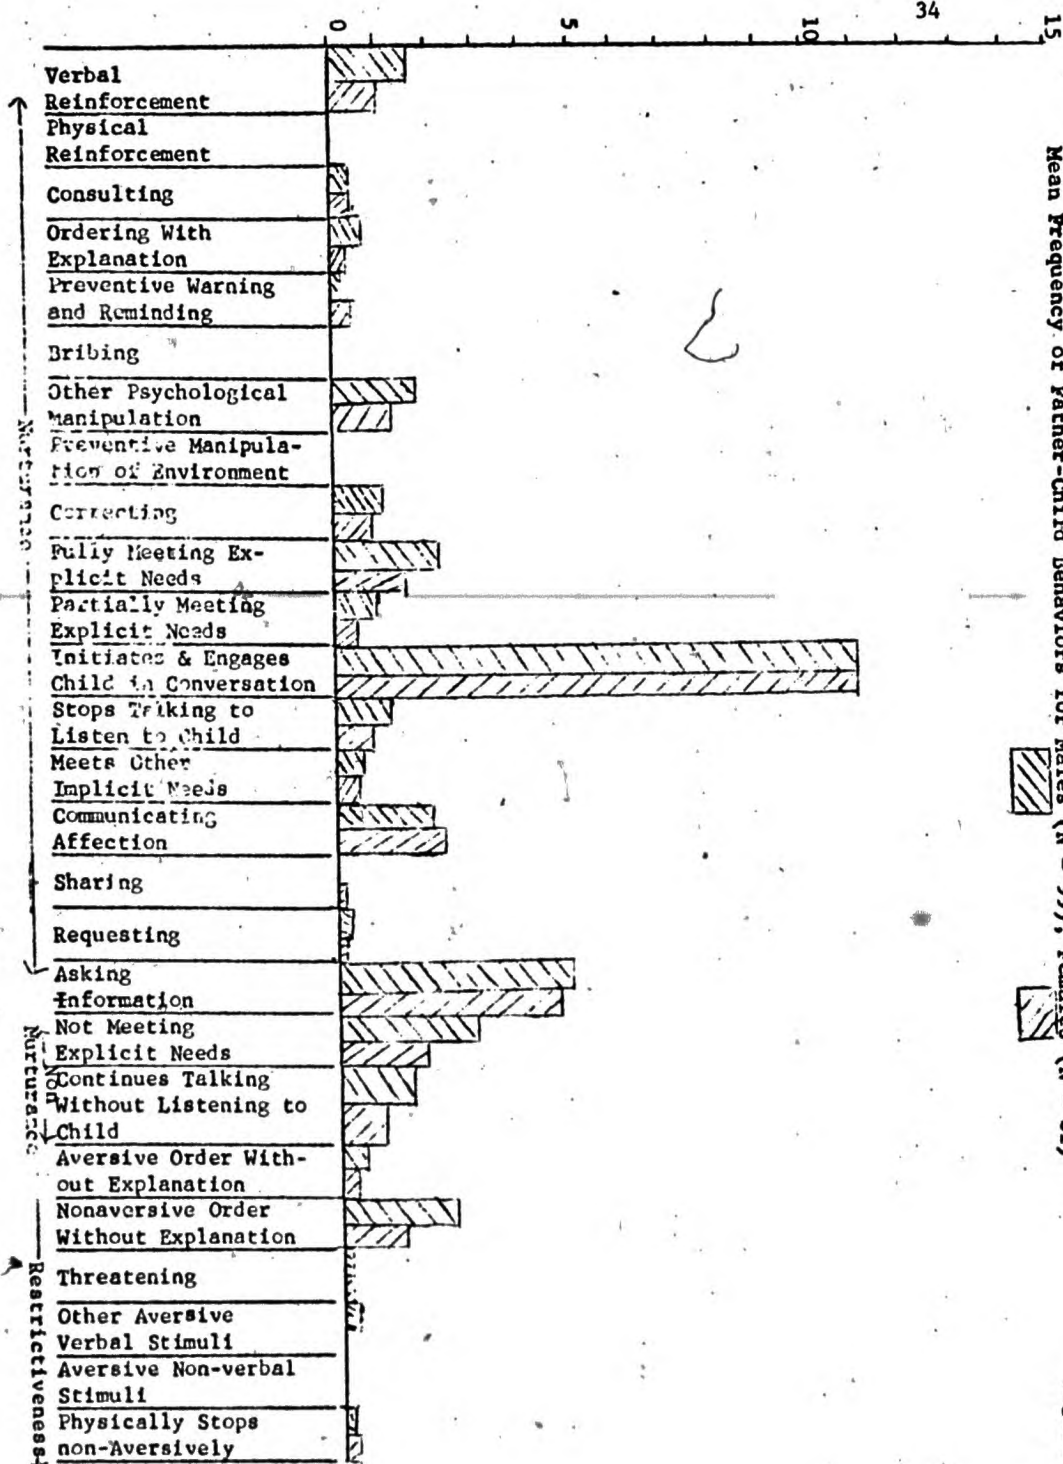 34
0 5 10 15
Mean Frequency of Father-Child Behaviors for Males
Verbal
Reinforcement
Physical
Reinforcement
Consulting
Ordering With
Explanation
Preventive Warning
and Reminding
Bribing
Other Psychological
Manipulation
Preventive Manipula-
tion of Environment
Correcting
Fully Meeting Ex-
plicit Needs
Partially Meeting
Explicit Needs
Initiates & Engages
Child in Conversation
Stops Talking to
Listen to Child
Meets Other
Implicit Needs
Communicating
Affection
Sharing
Requesting
Asking
Information
Not Meeting
Explicit Needs
Continues Talking
Without Listening to
Child
Aversive Order With-
out Explanation
Nonaversive Order
Without Explanation
Threatening
Other Aversive
Verbal Stimuli
Aversive Non-verbal
Stimuli
Physically Stops
non-Aversively
Nurturance
Non
Nurturance
Restrictiveness